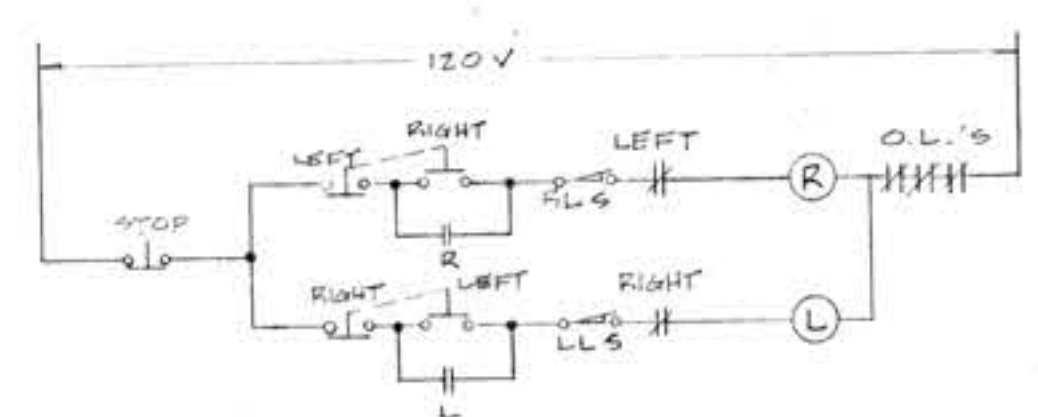 120 V
RIGHT
LEFT
LEFT
O.L.'S
R
RLS
STOP
R
RIGHT
LEFT
RIGHT
L
LLS
L